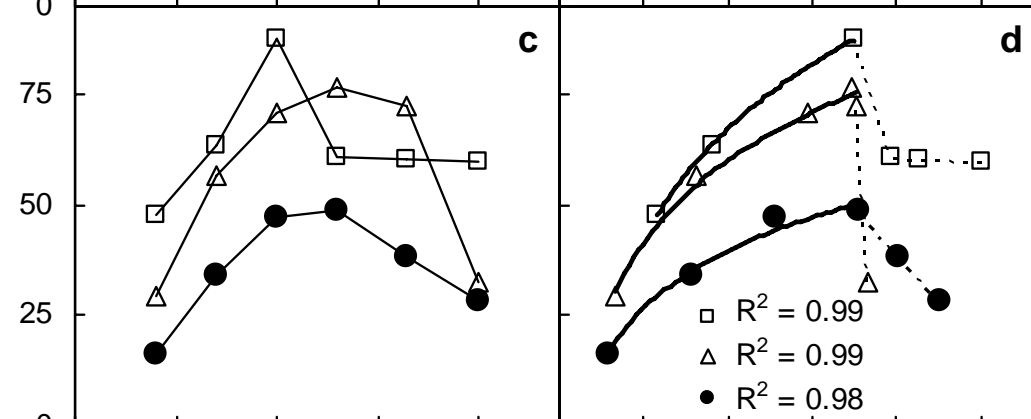 0
c
d
75
50
25
R² = 0.99
R² = 0.99
R² = 0.98
0